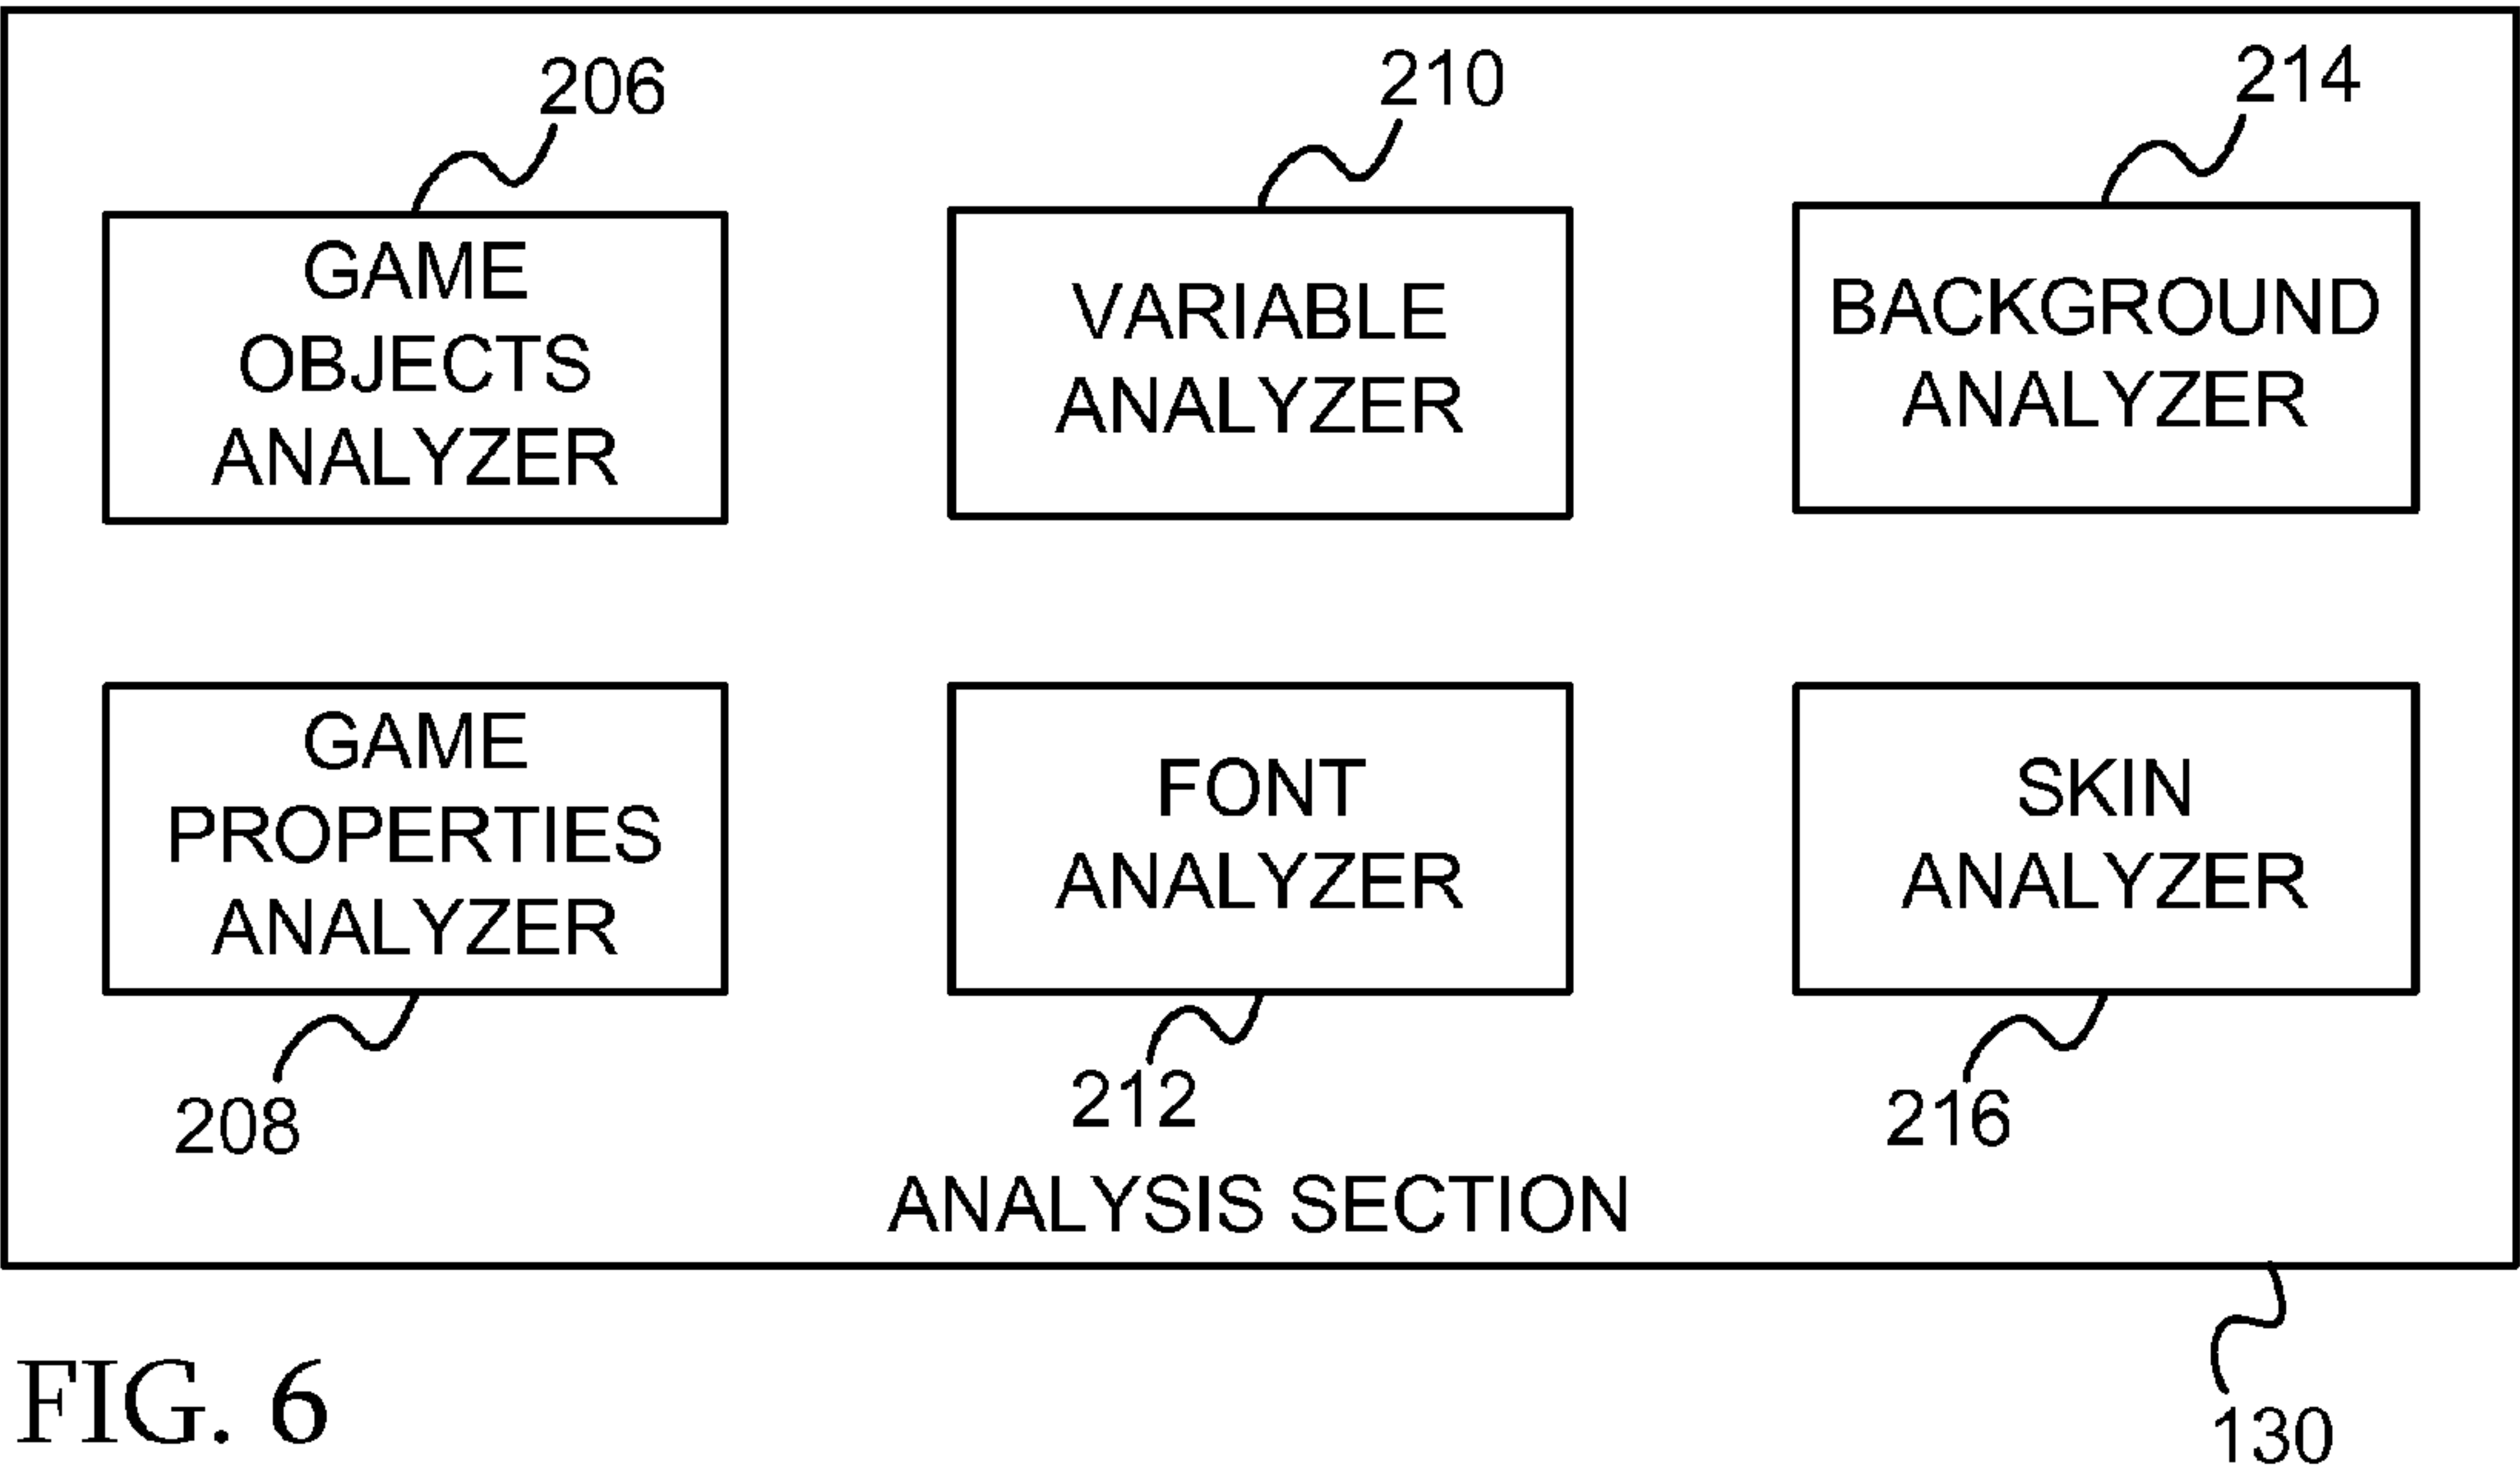 206
210
214
GAME
OBJECTS
ANALYZER
VARIABLE
ANALYZER
BACKGROUND
ANALYZER
GAME
PROPERTIES
ANALYZER
FONT
ANALYZER
SKIN
ANALYZER
208
212
216
ANALYSIS SECTION
130
FIG. 6